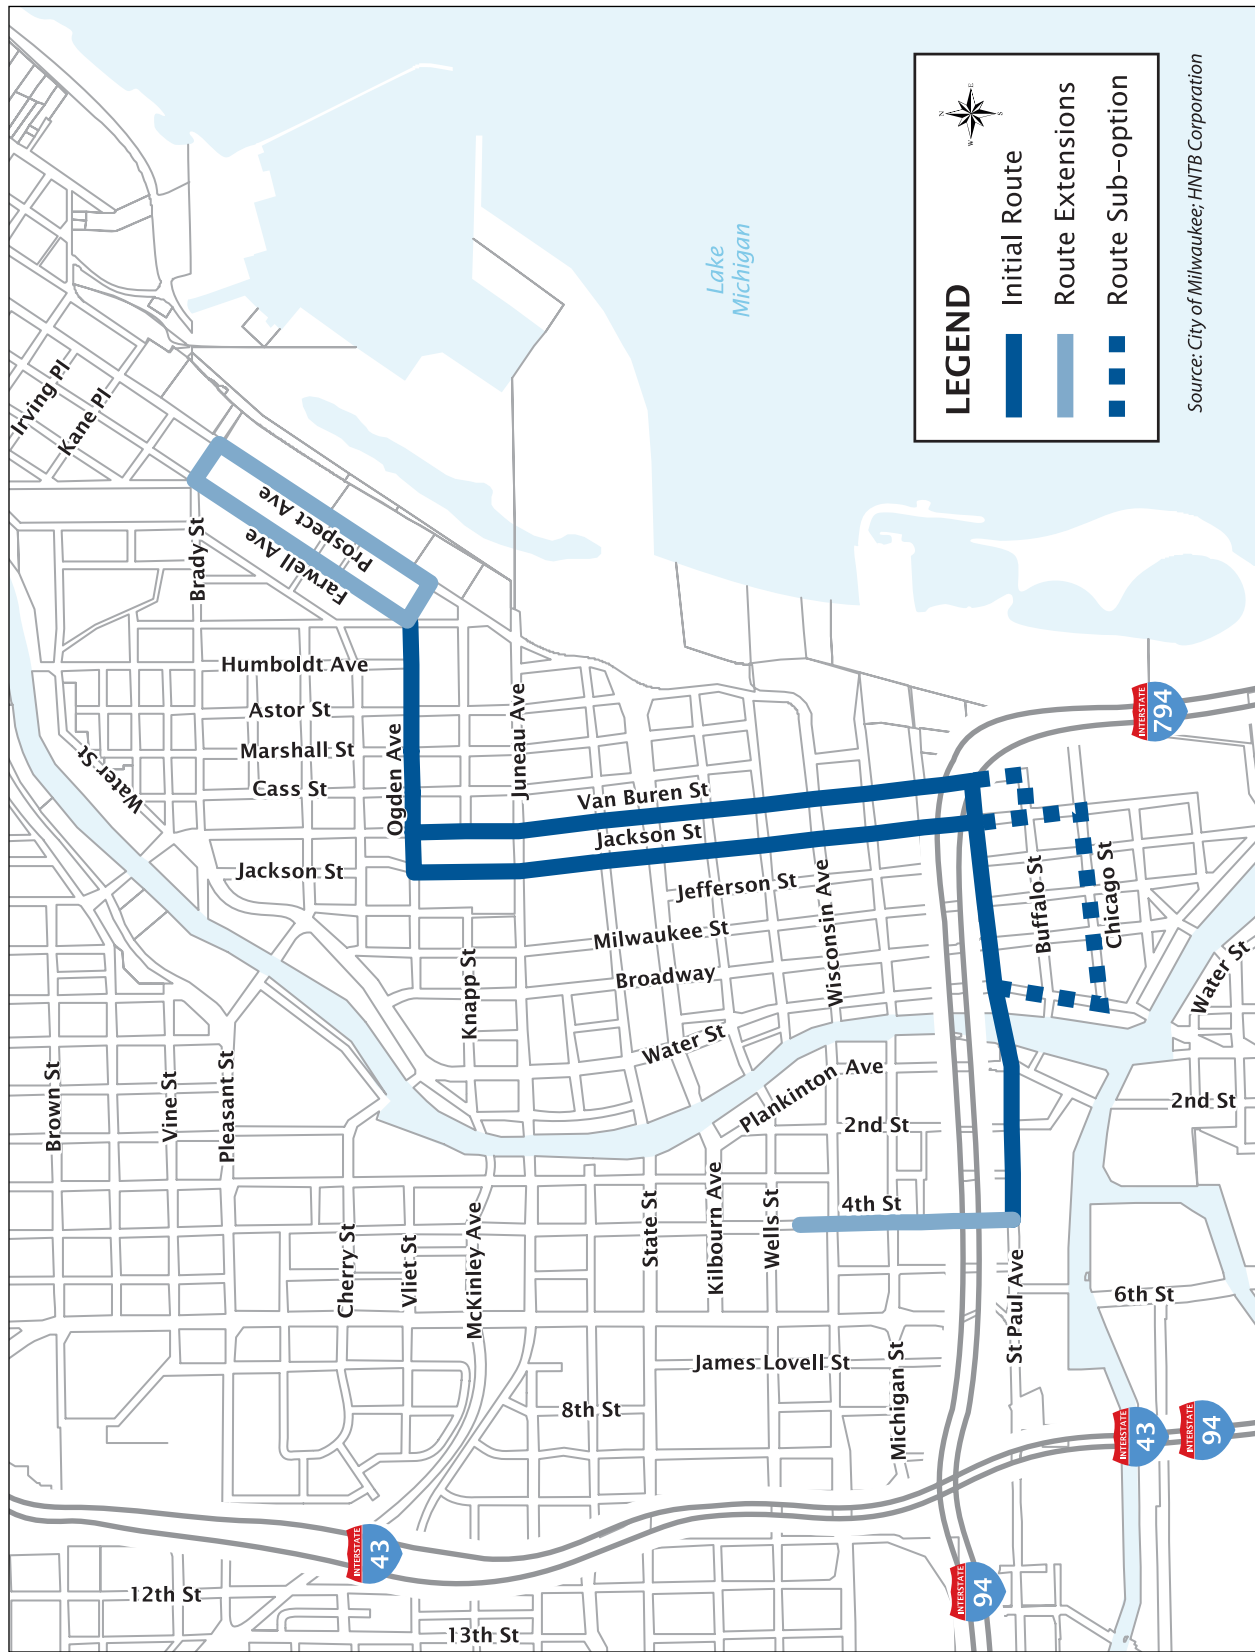 Irving Pl
Kane Pl
Brady St
Prospect Ave
Farwell Ave
Humboldt Ave
Astor St
Marshall St
Cass St
Jackson St
Water St
Ogden Ave
Juneau Ave
Van Buren St
Jackson St
Jefferson St
Milwaukee St
Broadway
Water St
Wisconsin Ave
Knapp St
Brown St
Vine St
Pleasant St
Cherry St
Vliet St
McKinley Ave
State St
Kilbourn Ave
Wells St
Plankinton Ave
2nd St
4th St
Buffalo St
Chicago St
Water St
2nd St
St Paul Ave
6th St
James Lovell St
Michigan St
8th St
12th St
13th St
INTERSTATE
43
INTERSTATE
94
INTERSTATE
43
INTERSTATE
94
INTERSTATE
794
Lake
Michigan
LEGEND
N
E
S
W
Initial Route
Route Extensions
Route Sub-option
Source: City of Milwaukee; HNTB Corporation